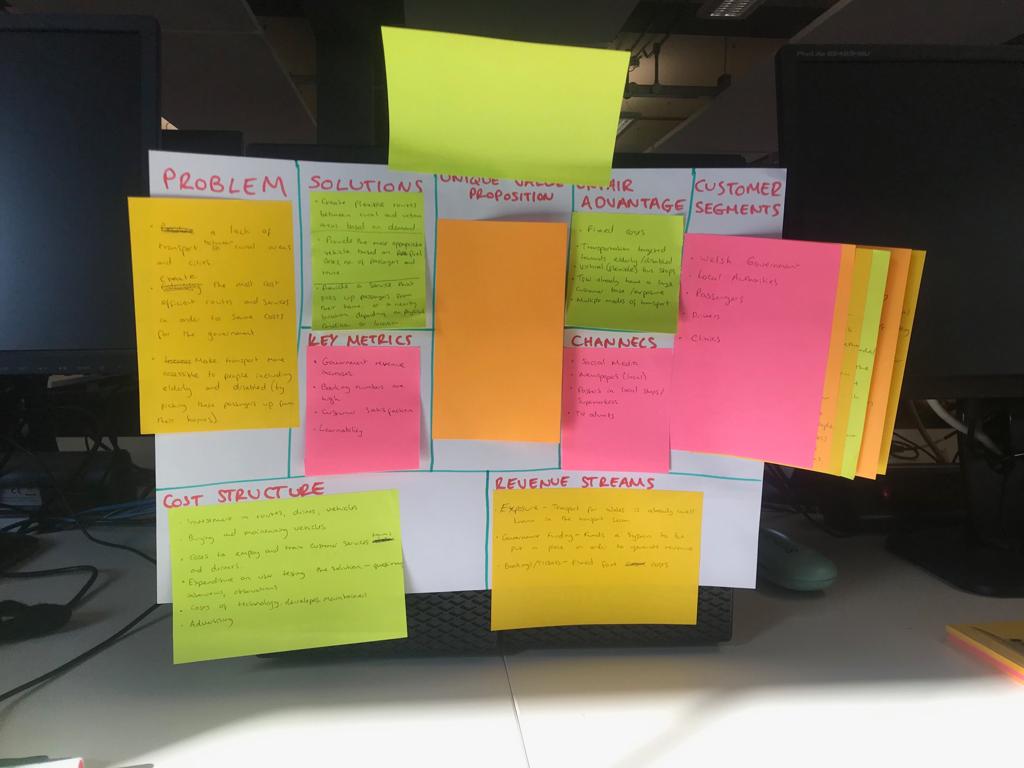 PROBLEM
a lack of
transport between rural areas
and cities.
Create
the most cost
efficient routes and services
in order to save costs
for the government
Make transport more
accessible to people including
elderly and disabled (by
picking these passengers up from
their homes)
SOLUTIONS
• Create flexible routes
between rural and urban
areas based on demand.
• Provide the most appropriate
vehicle based on
no. of passengers and
route
• Provide a service that
picks up passengers from
their home or a nearby
location depending on physical
condition or location
KEY METRICS
• Government revenue
increases
• Booking numbers are
high
• Customer satisfaction
• Learnability
UNIQUE VALUE
PROPOSITION
UNFAIR
ADVANTAGE
• Fixed costs
• Transportation targeted
towards elderly/disabled
• Virtual (flexible) bus stops
• TfW already have a large
customer base/exposure
• Multiple modes of transport
CHANNELS
• Social Media
• Newspapers (local)
• Posters in local shops/
supermarkets
• TV adverts
CUSTOMER
SEGMENTS
• Welsh Government
• Local Authorities
• Passengers
• Drivers
• Clinics
COST STRUCTURE
• Investment in routes, drivers, vehicles
• Buying and maintaining vehicles
• Costs to employ and train customer services
and drivers.
• Expenditure on user testing the solution -
interviews, observations
• Costs of technology developed/maintained
• Advertising
REVENUE STREAMS
• Exposure - Transport for Wales is already well
known in the transport
• Government funding - Funds a system to be
put in place in order to generate revenue
• Bookings/Tickets - Fixed costs